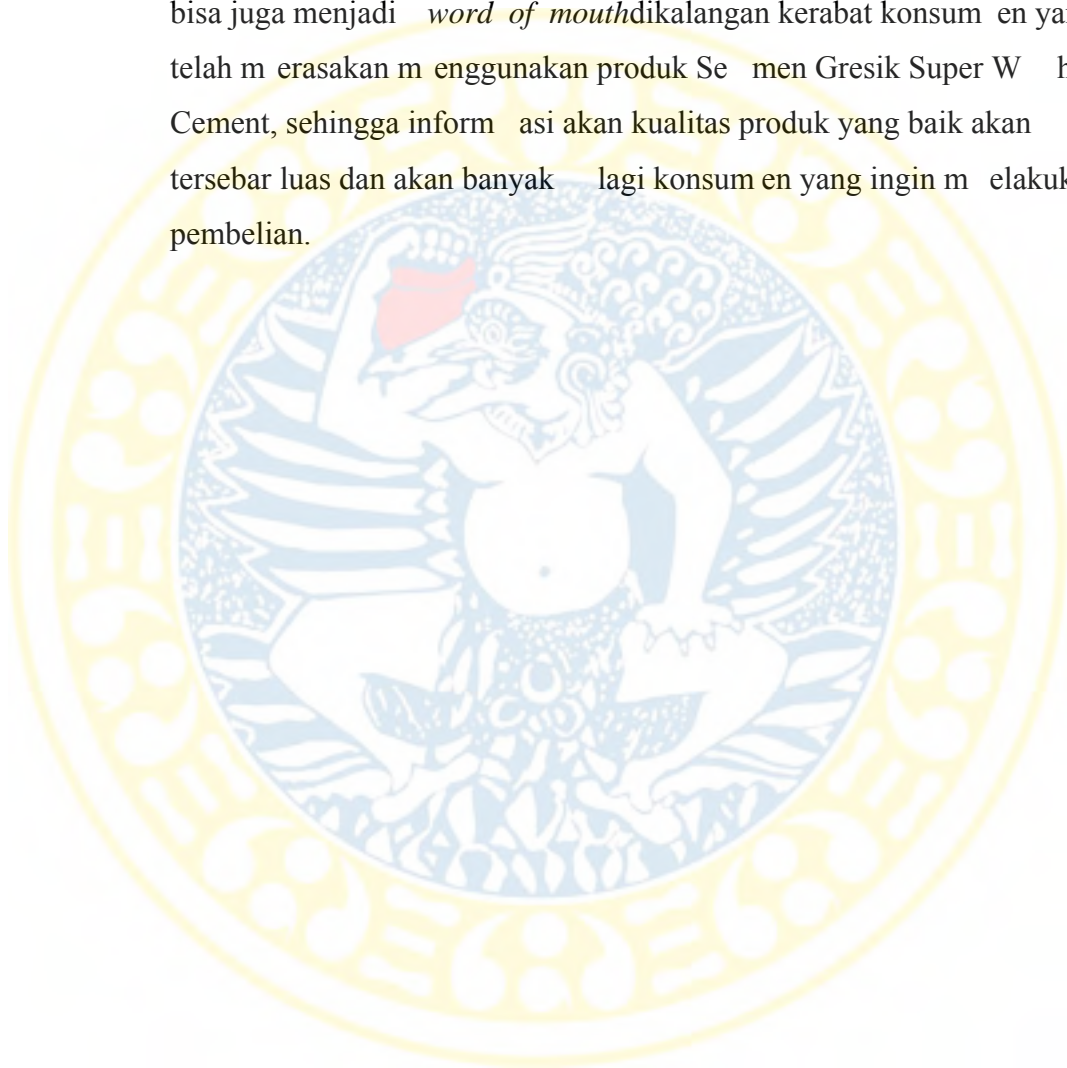 bisa juga menjadi word of mouthdikalangan kerabat konsum en
telah m erasakan m enggunakan produk Se men Gresik Super W
Cement, sehingga inform asi akan kualitas produk yang baik akan
tersebar luas dan akan banyak lagi konsum en yang ingin m
pembelian.